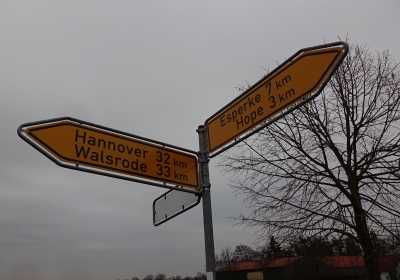 Hannover 32 km
Walsrode 33 km
Esperke 7 km
Hope 3 km